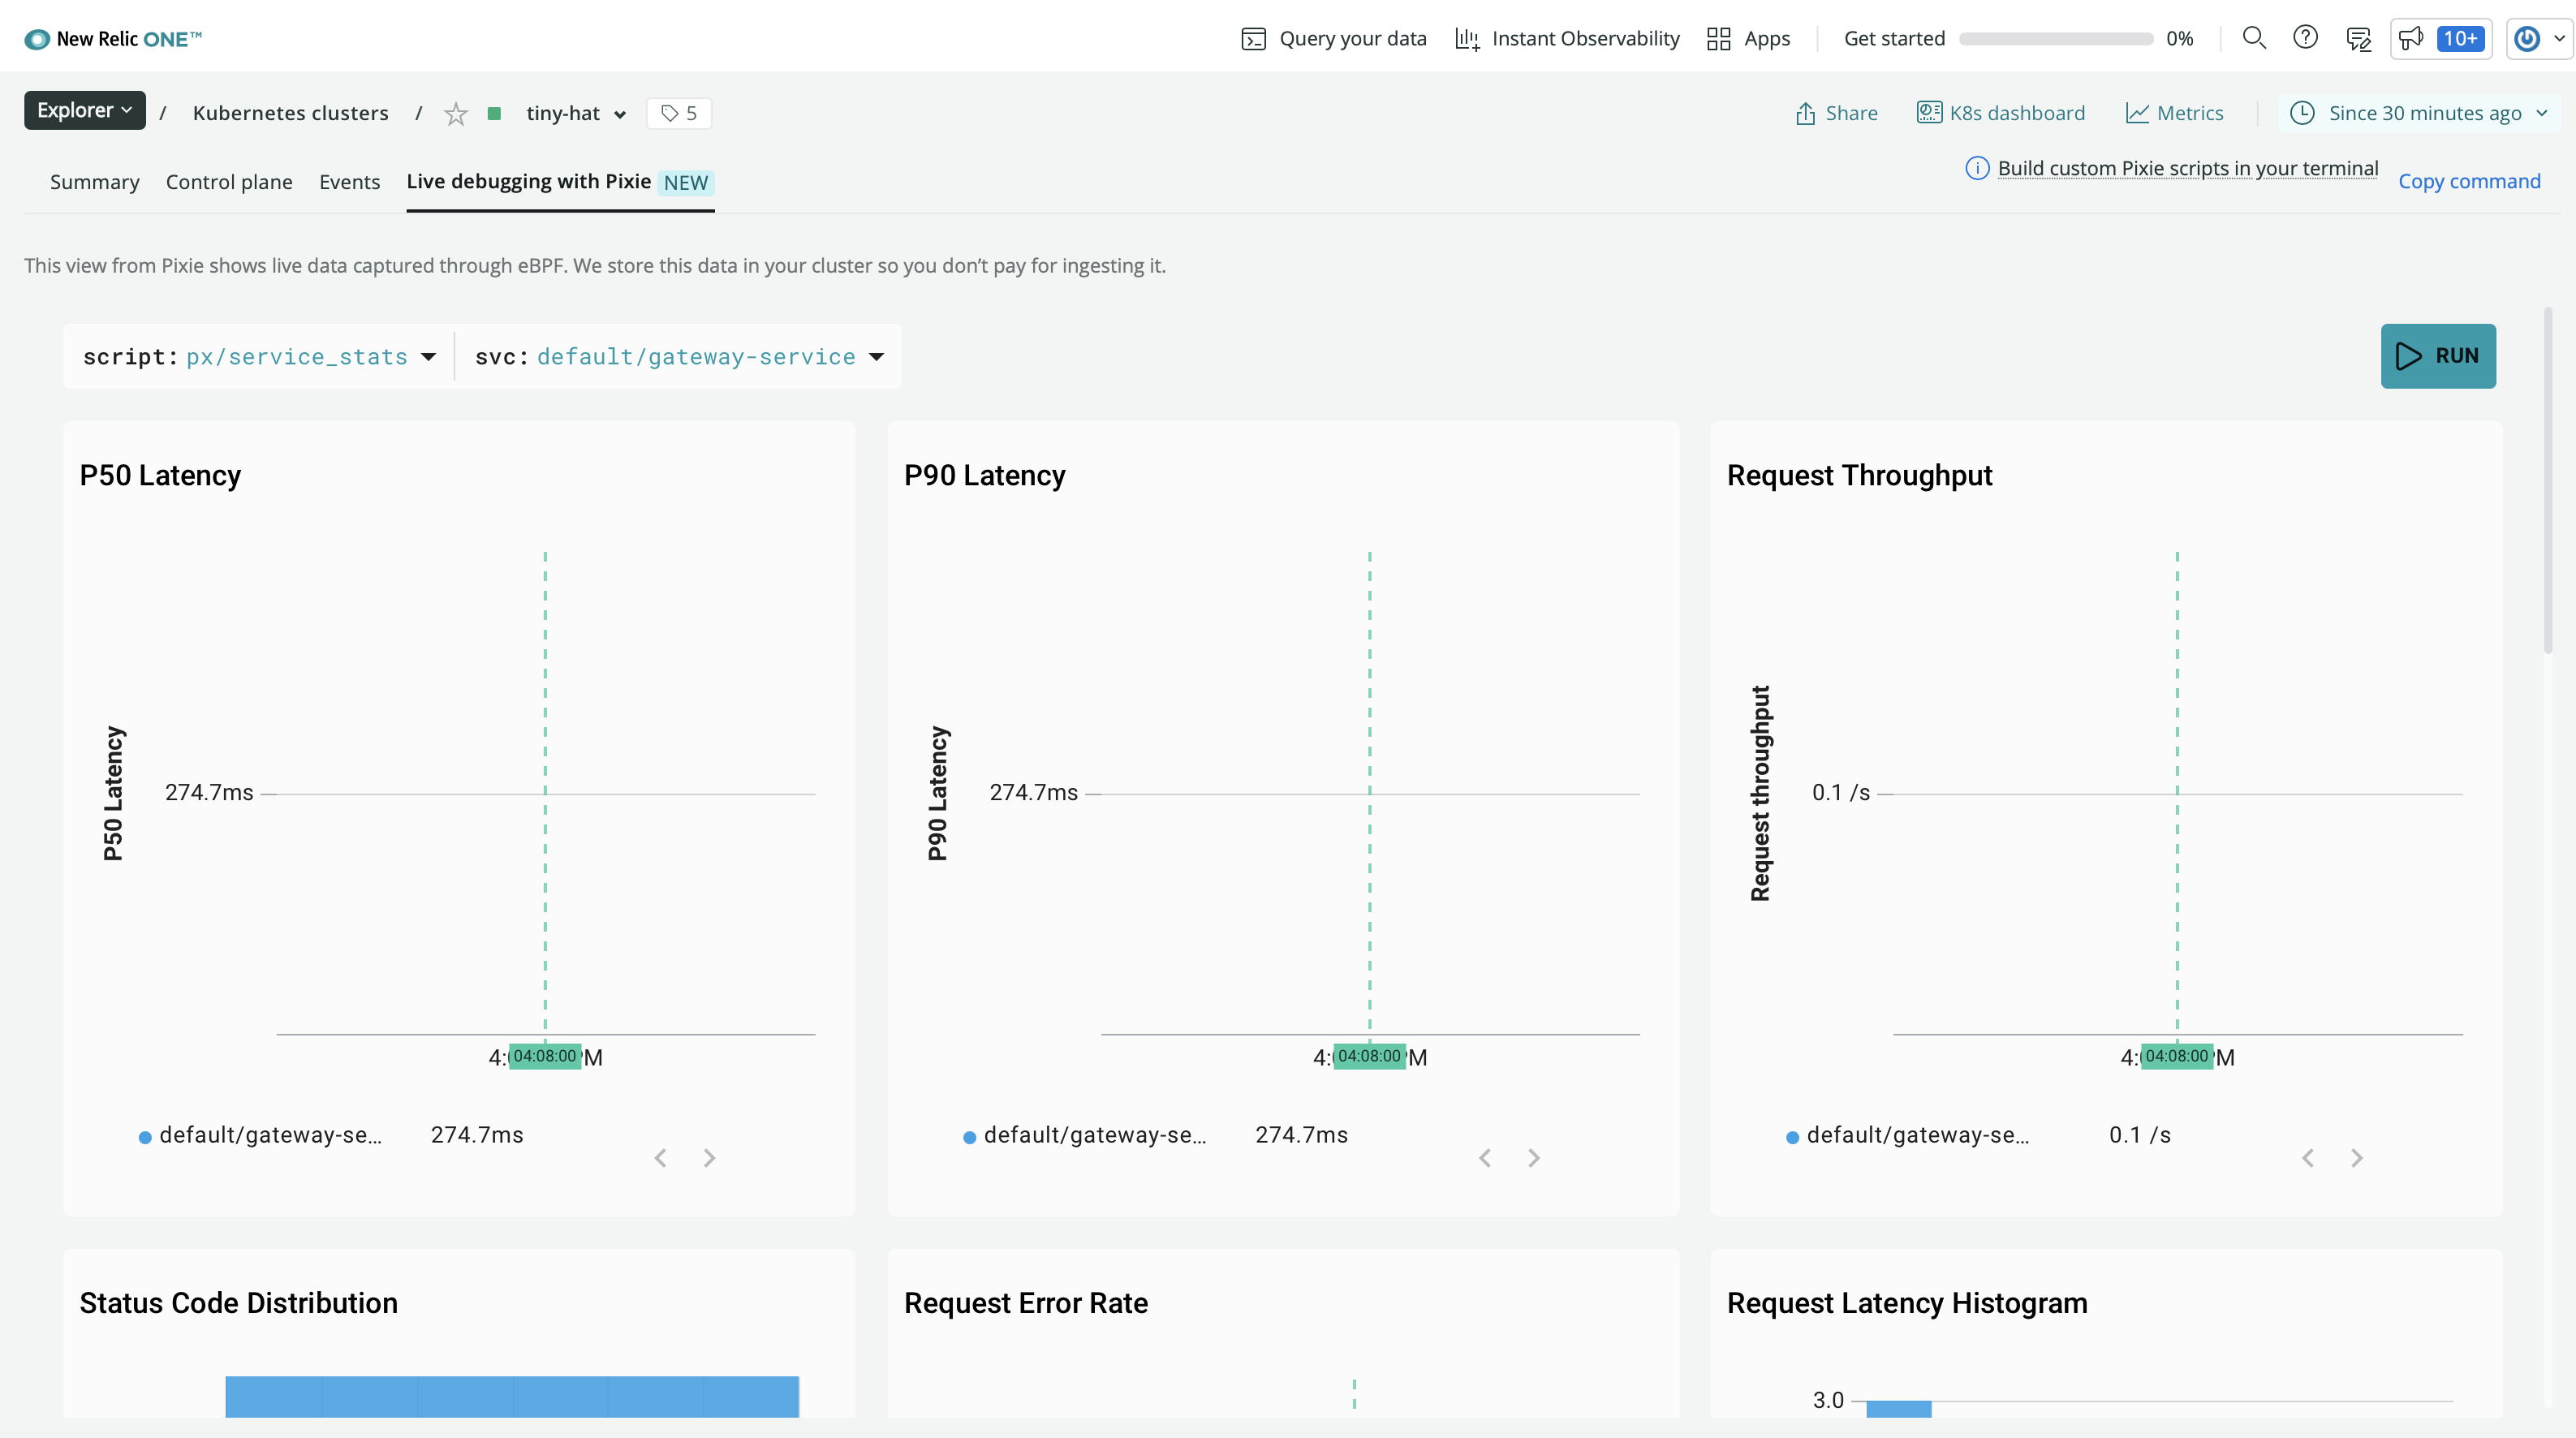 New Relic ONE™
Query your data
Instant Observability
Apps
Get started
0%
10+
Explorer / Kubernetes clusters / tiny-hat 5
Share
K8s dashboard
Metrics
Since 30 minutes ago
Summary
Control plane
Events
Live debugging with Pixie NEW
Build custom Pixie scripts in your terminal
Copy command
This view from Pixie shows live data captured through eBPF. We store this data in your cluster so you don’t pay for ingesting it.
script: px/service_stats
svc: default/gateway-service
RUN
P50 Latency
P50 Latency
274.7ms
04:08:00
default/gateway-se...
274.7ms
P90 Latency
P90 Latency
274.7ms
04:08:00
default/gateway-se...
274.7ms
Request Throughput
Request throughput
0.1 /s
04:08:00
default/gateway-se...
0.1 /s
Status Code Distribution
Request Error Rate
Request Latency Histogram
3.0